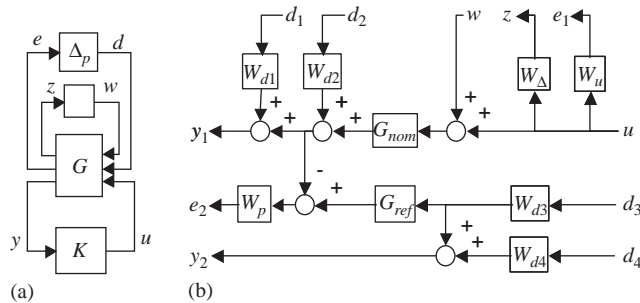 e Δp d
z w
G
y K u
(a)
d1 d2 w z e1
Wd1 Wd2 WΔ Wu
+ + + + + +
y1 + + Gnom + + u
-
e2 Wp + Gref Wd3 d3
+ +
y2 Wd4 d4
(b)